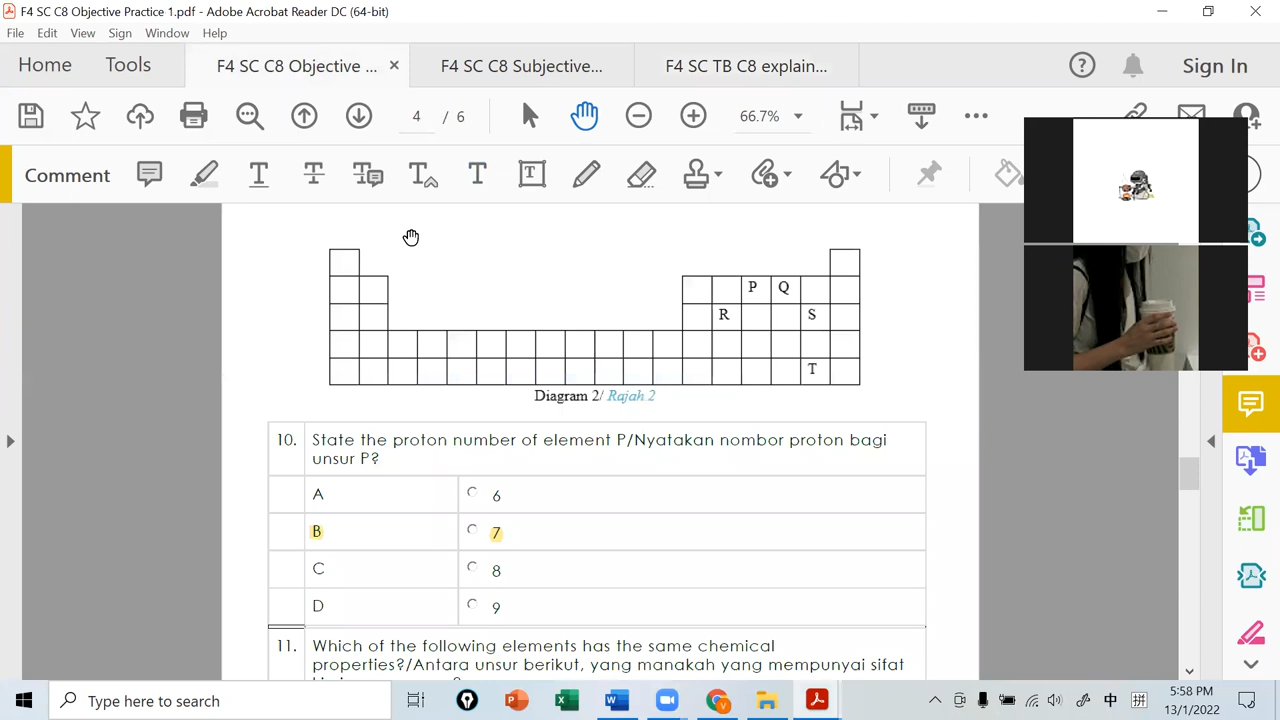 F4 SC C8 Objective Practice 1.pdf - Adobe Acrobat Reader DC (64-bit)
File Edit View Sign Window Help
Home Tools F4 SC C8 Objective ... × F4 SC C8 Subjective... F4 SC TB C8 explain... Sign In
4 / 6 66.7%
Comment
P Q
R S
T
Diagram 2/ Rajah 2
10. State the proton number of element P/Nyatakan nombor proton bagi
unsur P?
A 6
B 7
C 8
D 9
11. Which of the following elements has the same chemical
properties?/Antara unsur berikut, yang manakah yang mempunyai sifat
Type here to search
中 拼
5:58 PM
13/1/2022